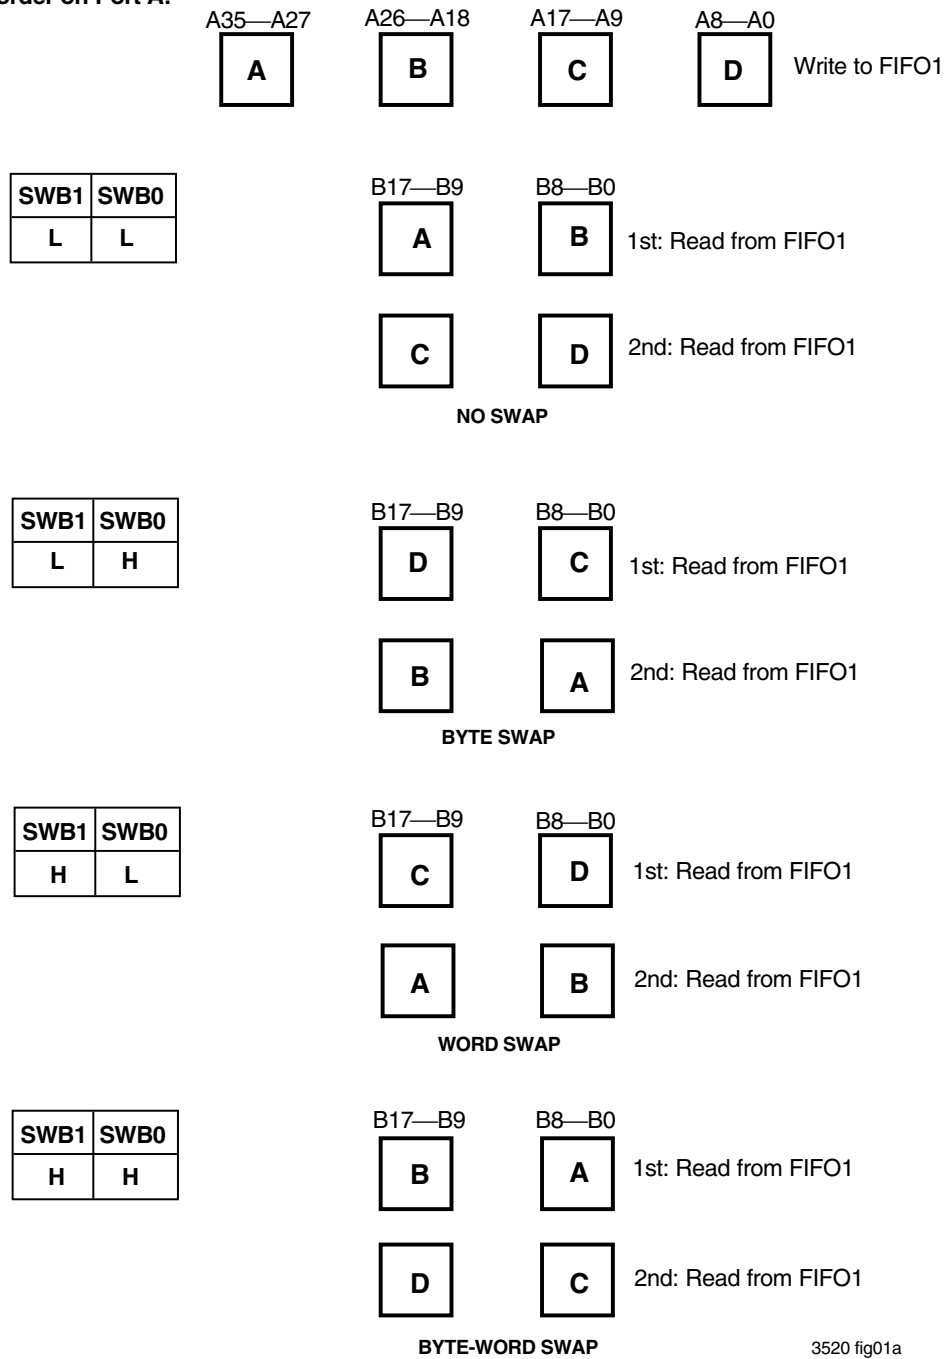 order on Port A.
A35—A27 A26—A18 A17—A9 A8—A0
A B C D Write to FIFO1
SWB1 SWB0 B17—B9 B8—B0
L L A B 1st: Read from FIFO1
C D 2nd: Read from FIFO1
NO SWAP
SWB1 SWB0 B17—B9 B8—B0
L H D C 1st: Read from FIFO1
B A 2nd: Read from FIFO1
BYTE SWAP
SWB1 SWB0 B17—B9 B8—B0
H L C D 1st: Read from FIFO1
A B 2nd: Read from FIFO1
WORD SWAP
SWB1 SWB0 B17—B9 B8—B0
H H B A 1st: Read from FIFO1
D C 2nd: Read from FIFO1
BYTE-WORD SWAP 3520 fig01a